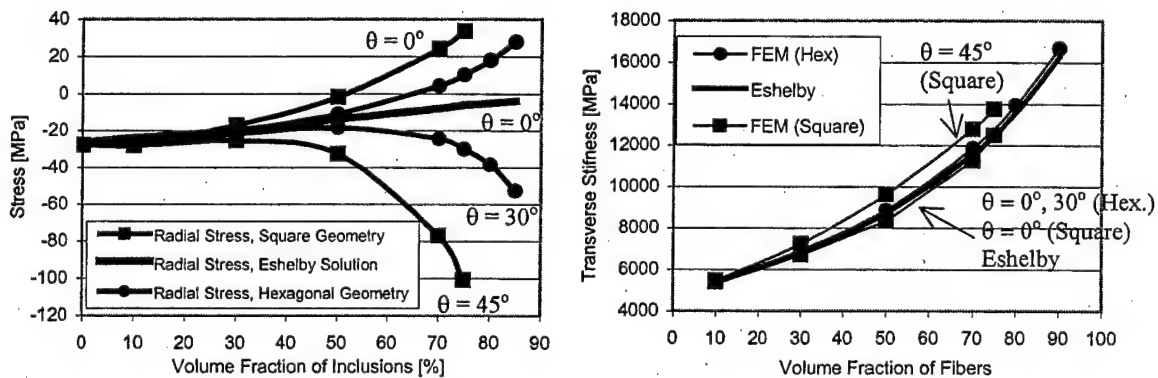 40
20
0
-20
-40
-60
-80
-100
-120
Stress [MPa]
θ = 0°
θ = 0°
θ = 30°
θ = 45°
Radial Stress, Square Geometry
Radial Stress, Eshelby Solution
Radial Stress, Hexagonal Geometry
0 10 20 30 40 50 60 70 80 90
Volume Fraction of Inclusions [%]
18000
16000
14000
12000
10000
8000
6000
4000
Transverse Stifness [MPa]
FEM (Hex)
Eshelby
FEM (Square)
θ = 45°
(Square)
θ = 0°, 30° (Hex.)
θ = 0° (Square)
Eshelby
0 10 20 30 40 50 60 70 80 90 100
Volume Fraction of Fibers